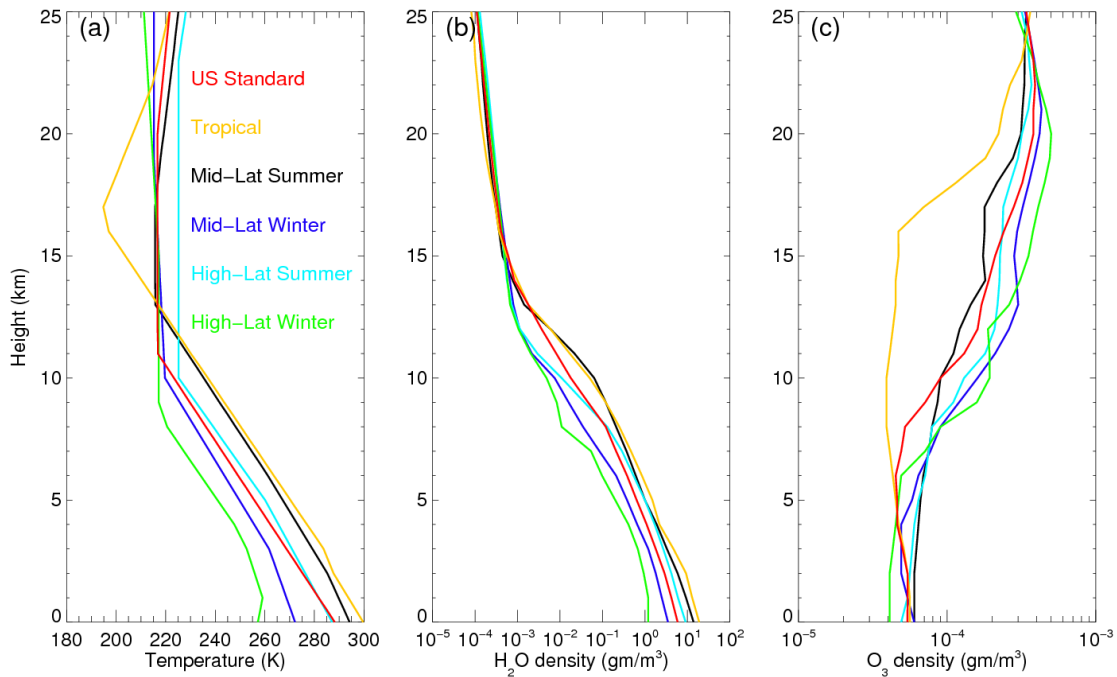 (a)
(b)
(c)
US Standard
Tropical
Mid-Lat Summer
Mid-Lat Winter
High-Lat Summer
High-Lat Winter
Height (km)
25
20
15
10
5
0
180 200 220 240 260 280 300
Temperature (K)
25
20
15
10
5
0
10⁻⁵ 10⁻⁴ 10⁻³ 10⁻² 10⁻¹ 10⁰ 10¹ 10²
H₂O density (gm/m³)
25
20
15
10
5
0
10⁻⁵ 10⁻⁴ 10⁻³
O₃ density (gm/m³)